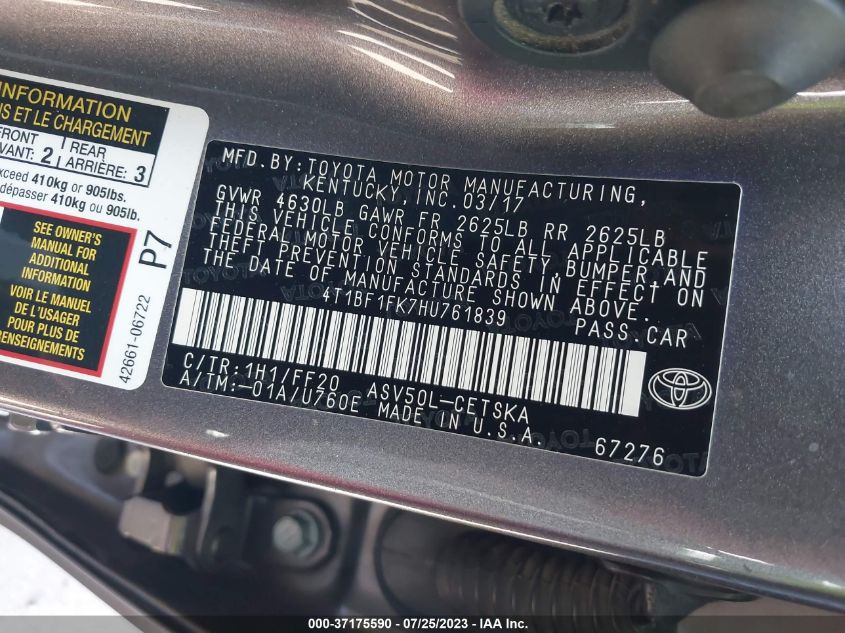 INFORMATION
ET LE CHARGEMENT
FRONT
AVANT: 2
REAR
ARRIÈRE: 3
exceed 410kg or 905lbs.
dépasser 410kg ou 905lb.
SEE OWNER'S
MANUAL FOR
ADDITIONAL
INFORMATION
VOIR LE MANUEL
DE L'USAGER
POUR PLUS DE
RENSEIGNEMENTS
P7
42661-06722
MFD.BY:TOYOTA MOTOR MANUFACTURING,
KENTUCKY,INC.03/17
GVWR 4630LB GAWR FR 2625LB RR 2625LB
THIS VEHICLE CONFORMS TO ALL APPLICABLE
FEDERAL MOTOR VEHICLE SAFETY,BUMPER,AND
THEFT PREVENTION STANDARDS IN EFFECT ON
THE DATE OF MANUFACTURE SHOWN ABOVE.
4T1BF1FK7HU761839 PASS.CAR
C/TR:1H1/FF20 ASV50L-CETSKA
A/TM:-01A/U760E MADE IN U.S.A
67276
000-37175590 - 07/25/2023 - IAA Inc.